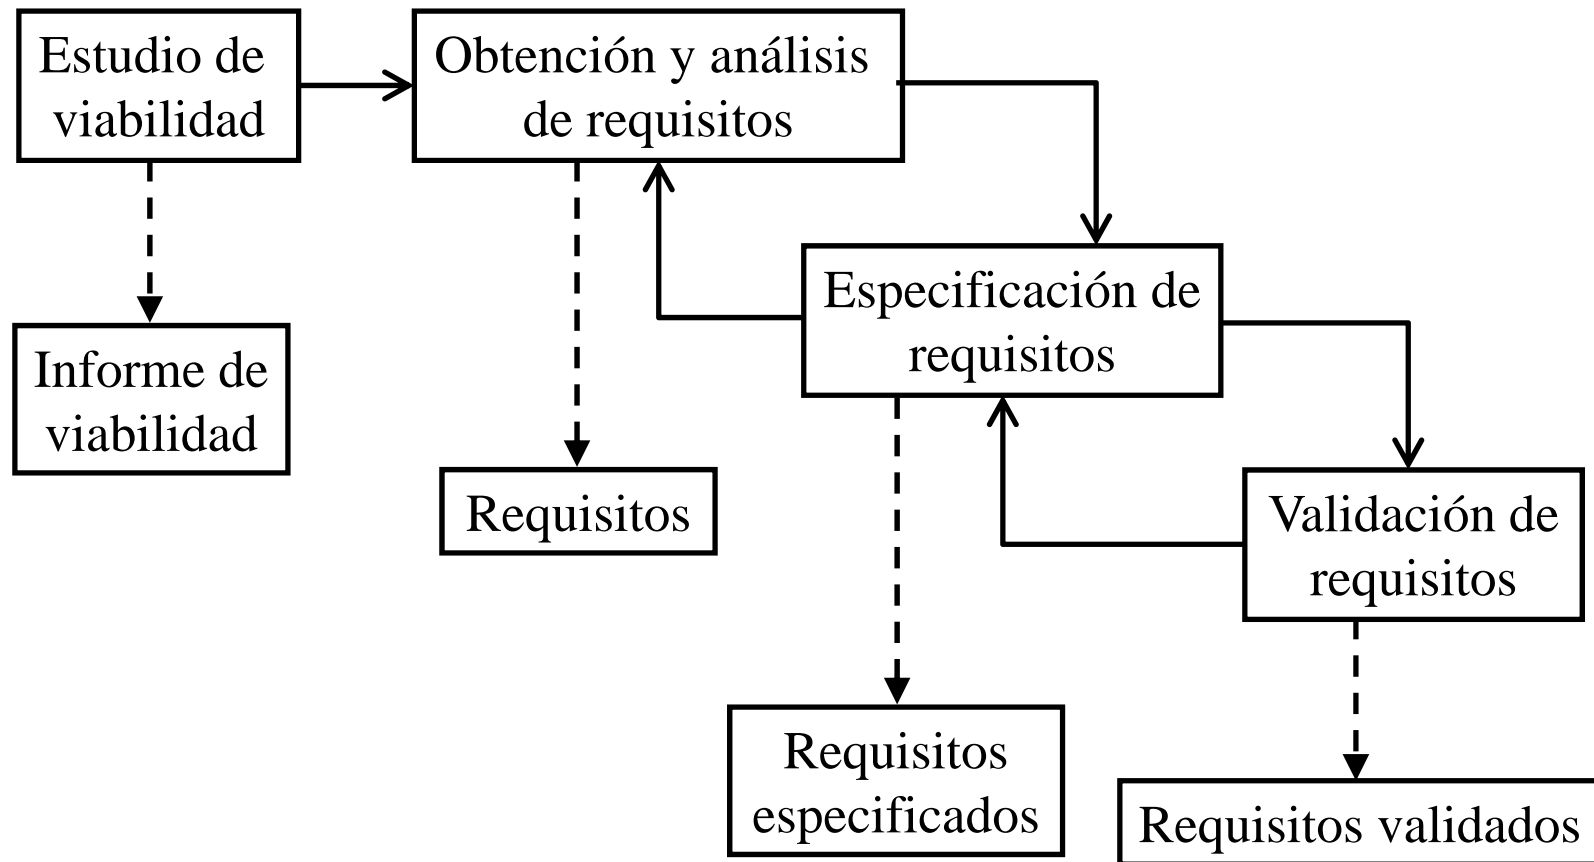 Estudio de
viabilidad
Obtención y análisis
de requisitos
Especificación de
requisitos
Informe de
viabilidad
Requisitos
Validación de
requisitos
Requisitos
especificados
Requisitos validados